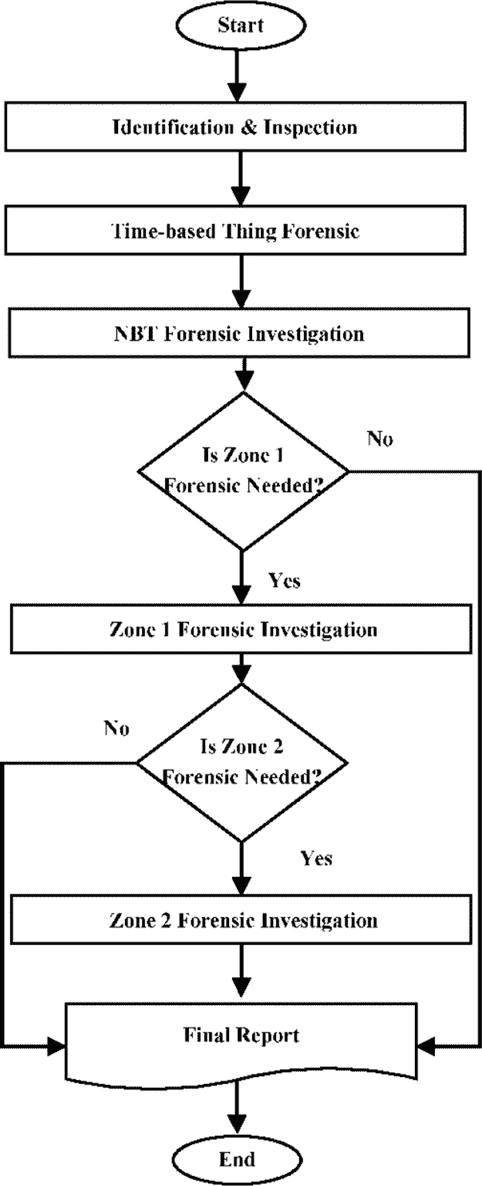 Start
Identification & Inspection
Time-based Thing Forensic
NBT Forensic Investigation
Is Zone 1
Forensic Needed?
No
Yes
Zone 1 Forensic Investigation
No
Is Zone 2
Forensic Needed?
Yes
Zone 2 Forensic Investigation
Final Report
End